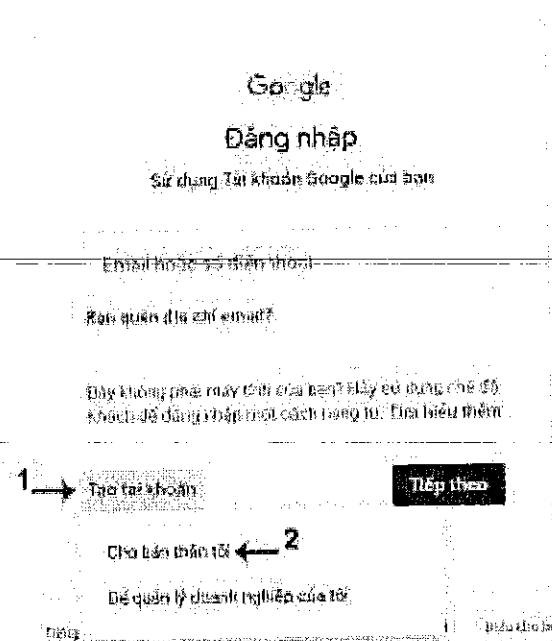 Google
Đăng nhập
Sử dụng Tài khoản Google của bạn
Email hoặc số điện thoại
Bạn quên địa chỉ email?
Đây không phải máy tính của bạn? Hãy sử dụng chế độ
Khách để đăng nhập một cách riêng tư. Tìm hiểu thêm
1 Tạo tài khoản Tiếp theo
Cho bản thân tôi 2
Để quản lý doanh nghiệp của tôi